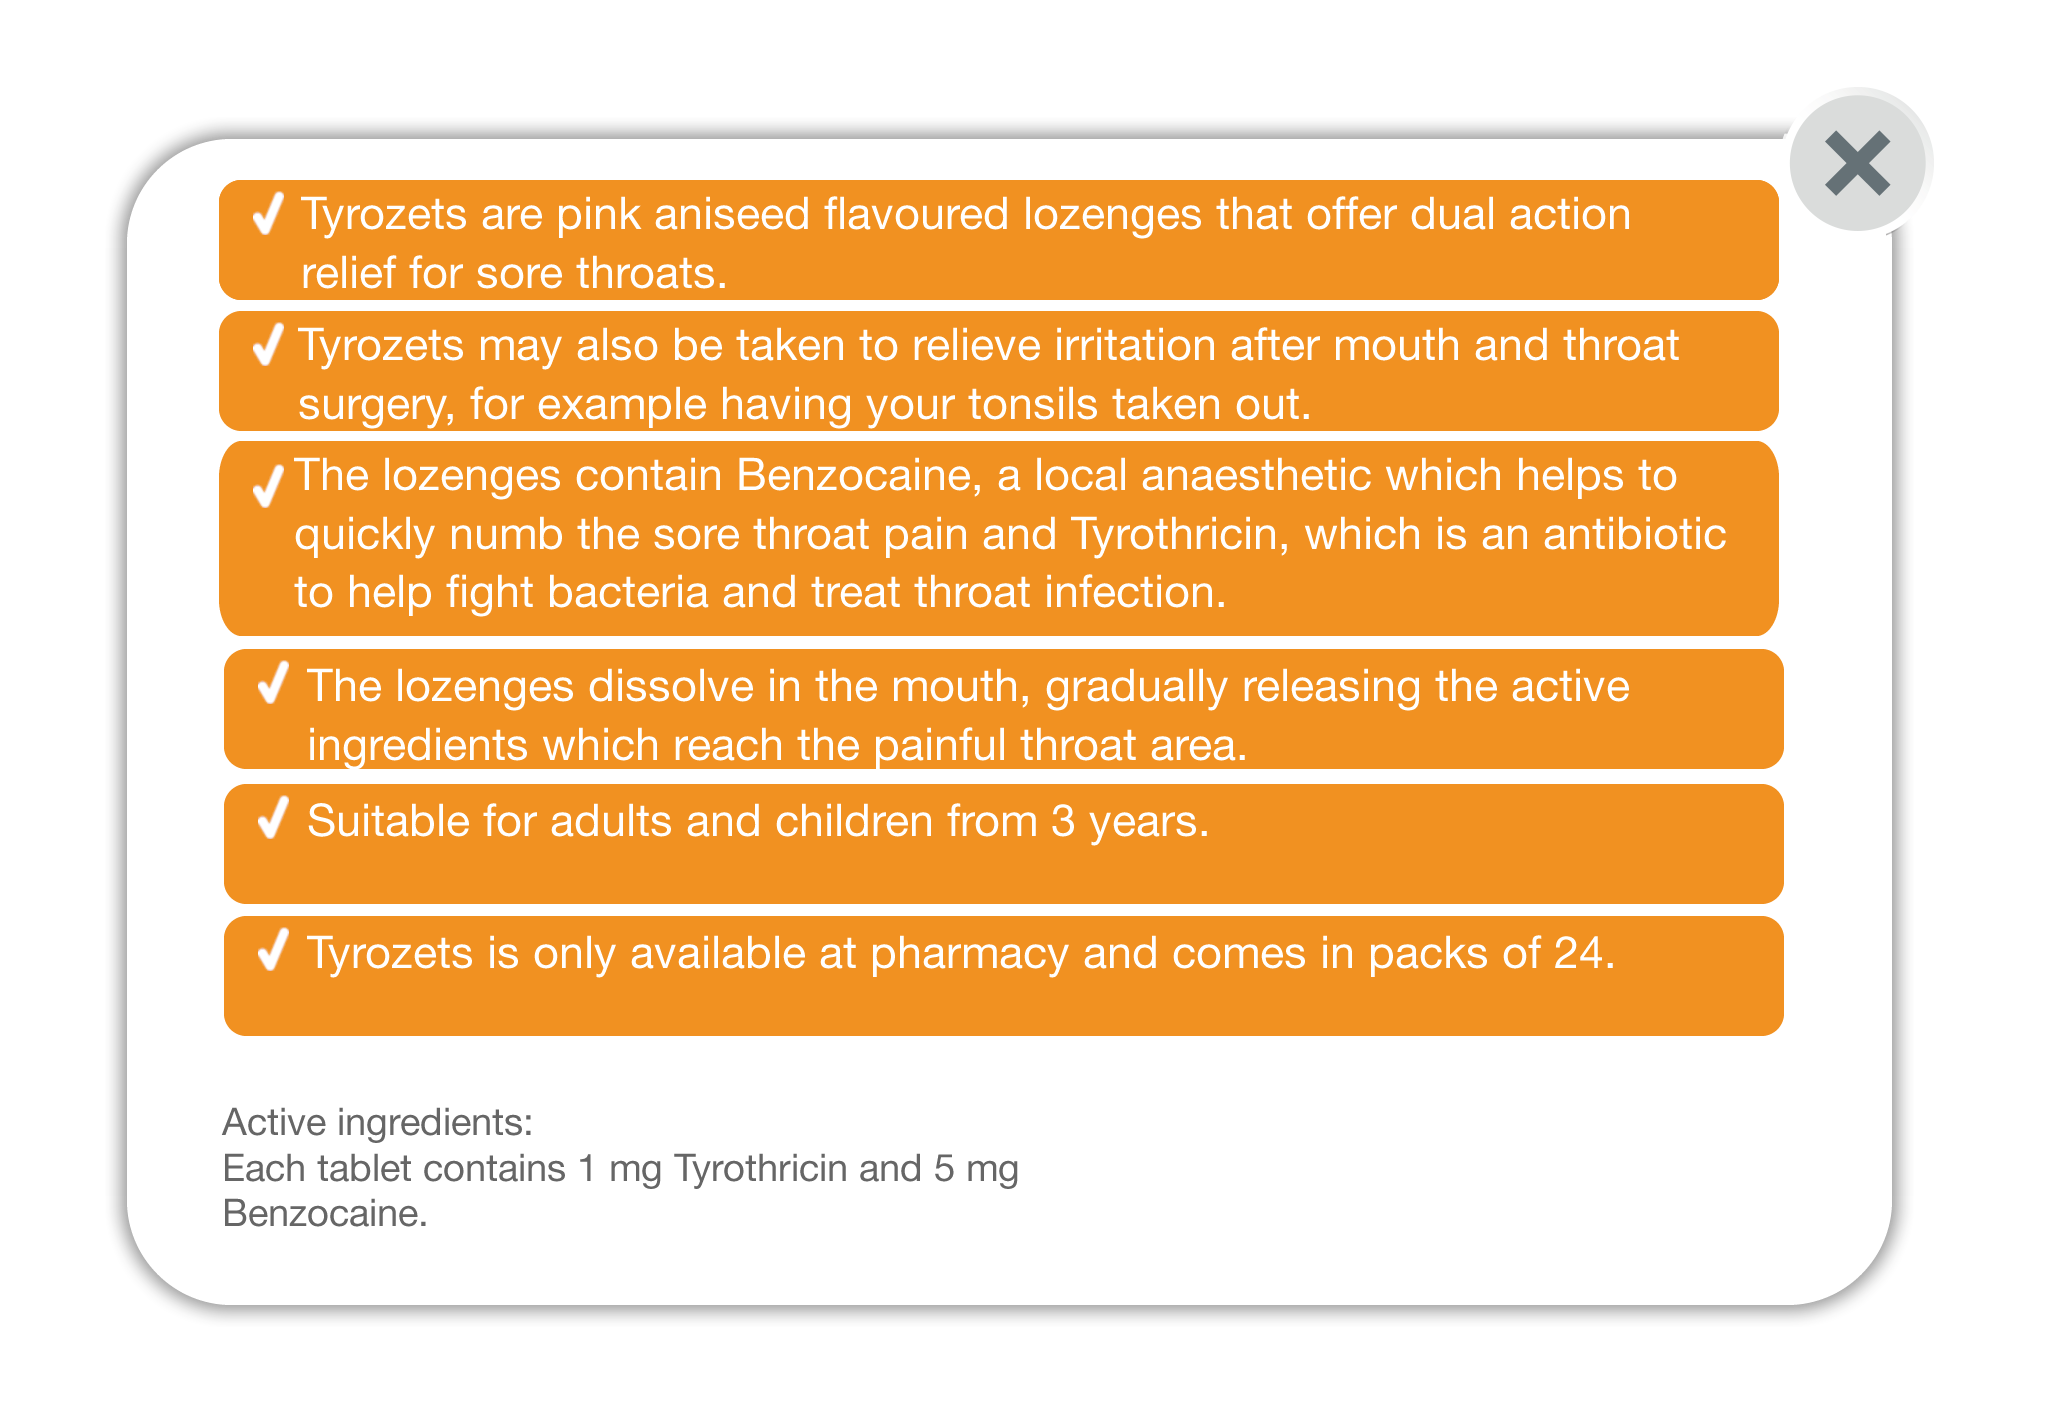 Tyrozets are pink aniseed flavoured lozenges that offer dual action
relief for sore throats.
Tyrozets may also be taken to relieve irritation after mouth and throat
surgery, for example having your tonsils taken out.
The lozenges contain Benzocaine, a local anaesthetic which helps to
quickly numb the sore throat pain and Tyrothricin, which is an antibiotic
to help fight bacteria and treat throat infection.
The lozenges dissolve in the mouth, gradually releasing the active
ingredients which reach the painful throat area.
Suitable for adults and children from 3 years.
Tyrozets is only available at pharmacy and comes in packs of 24.
Active ingredients:
Each tablet contains 1 mg Tyrothricin and 5 mg
Benzocaine.